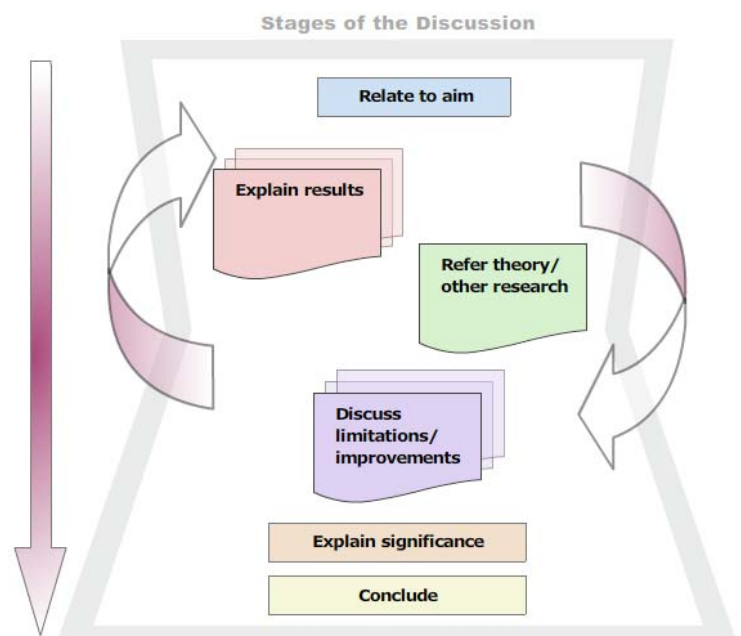 Stages of the Discussion
Relate to aim
Explain results
Refer theory/
other research
Discuss
limitations/
improvements
Explain significance
Conclude